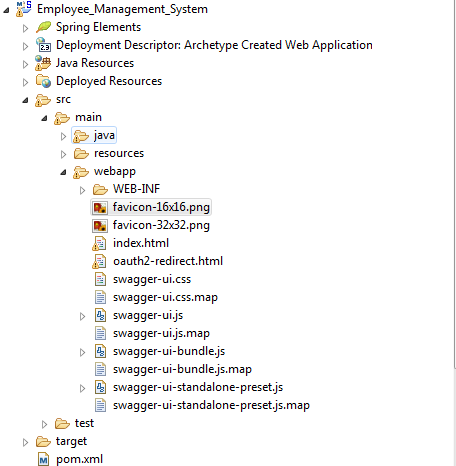 Employee_Management_System
Spring Elements
Deployment Descriptor: Archetype Created Web Application
Java Resources
Deployed Resources
src
main
java
resources
webapp
WEB-INF
favicon-16x16.png
favicon-32x32.png
index.html
oauth2-redirect.html
swagger-ui.css
swagger-ui.css.map
swagger-ui.js
swagger-ui.js.map
swagger-ui-bundle.js
swagger-ui-bundle.js.map
swagger-ui-standalone-preset.js
swagger-ui-standalone-preset.js.map
test
target
pom.xml